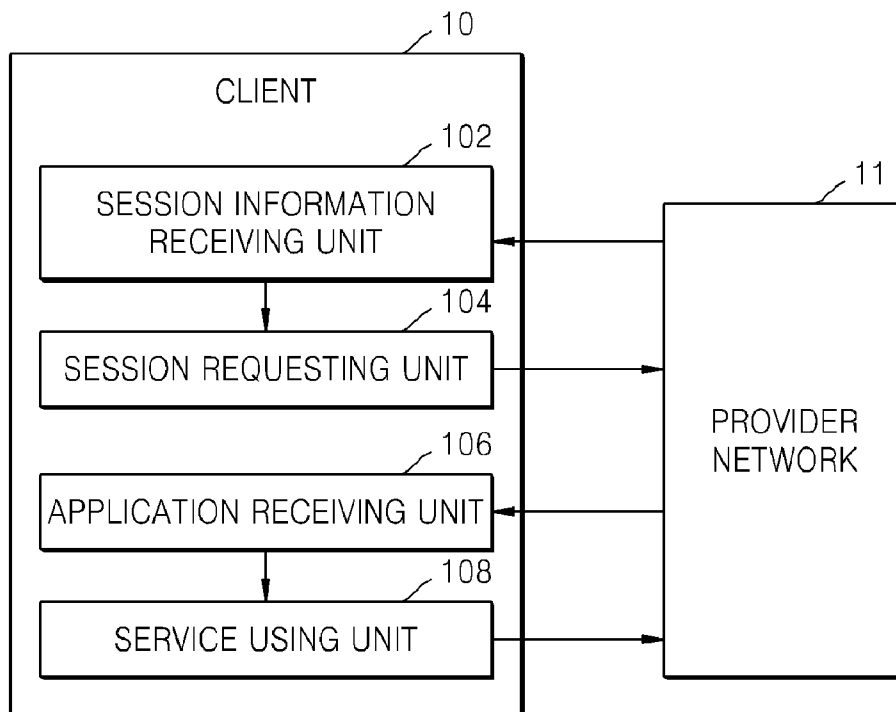 10
CLIENT
102
SESSION INFORMATION
RECEIVING UNIT
104
SESSION REQUESTING UNIT
106
APPLICATION RECEIVING UNIT
108
SERVICE USING UNIT
11
PROVIDER
NETWORK